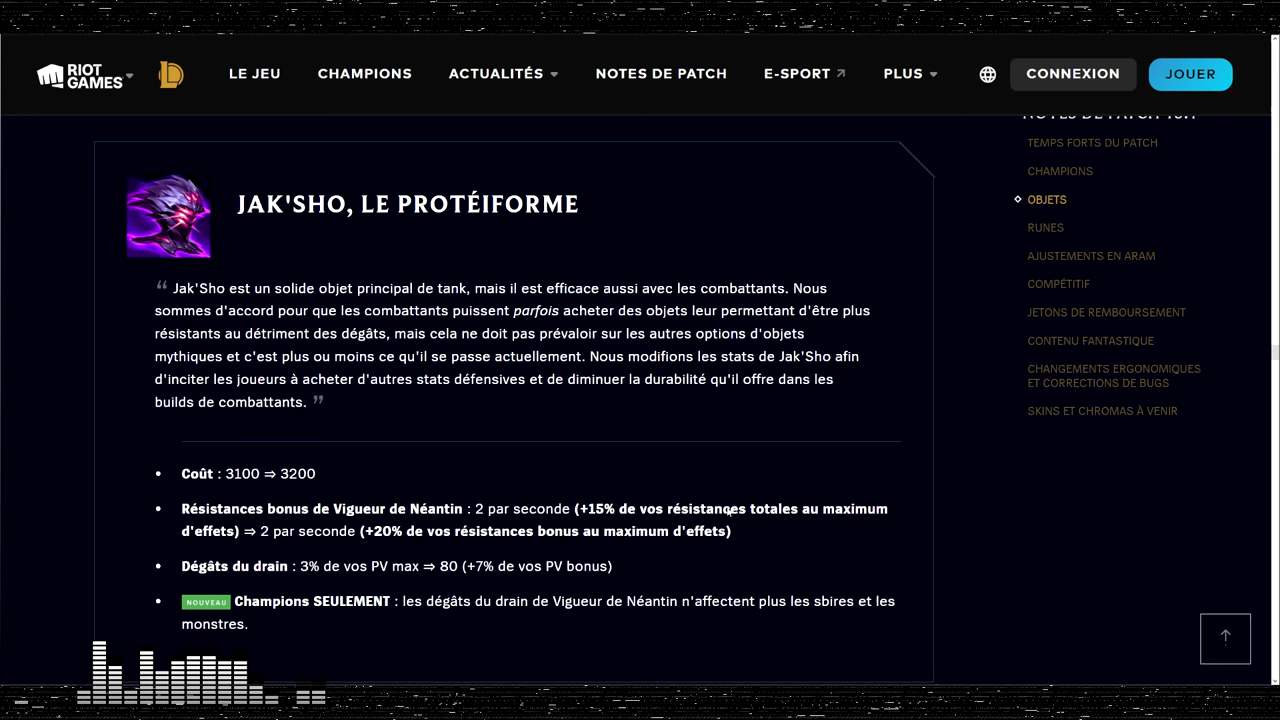 RIOT GAMES
LE JEU
CHAMPIONS
ACTUALITÉS
NOTES DE PATCH
E-SPORT
PLUS
CONNEXION
JOUER
TEMPS FORTS DU PATCH
CHAMPIONS
OBJETS
RUNES
AJUSTEMENTS EN ARAM
COMPÉTITIF
JETONS DE REMBOURSEMENT
CONTENU FANTASTIQUE
CHANGEMENTS ERGONOMIQUES
ET CORRECTIONS DE BUGS
SKINS ET CHROMAS À VENIR
JAK'SHO, LE PROTÉIFORME
“ Jak'Sho est un solide objet principal de tank, mais il est efficace aussi avec les combattants. Nous
sommes d'accord pour que les combattants puissent parfois acheter des objets leur permettant d'être plus
résistants au détriment des dégâts, mais cela ne doit pas prévaloir sur les autres options d'objets
mythiques et c'est plus ou moins ce qu'il se passe actuellement. Nous modifions les stats de Jak'Sho afin
d'inciter les joueurs à acheter d'autres stats défensives et de diminuer la durabilité qu'il offre dans les
builds de combattants. ”
• Coût : 3100 ⇒ 3200
• Résistances bonus de Vigueur de Néantin : 2 par seconde (+15% de vos résistances totales au maximum
d'effets) ⇒ 2 par seconde (+20% de vos résistances bonus au maximum d'effets)
• Dégâts du drain : 3% de vos PV max ⇒ 80 (+7% de vos PV bonus)
• NOUVEAU Champions SEULEMENT : les dégâts du drain de Vigueur de Néantin n'affectent plus les sbires et les
monstres.